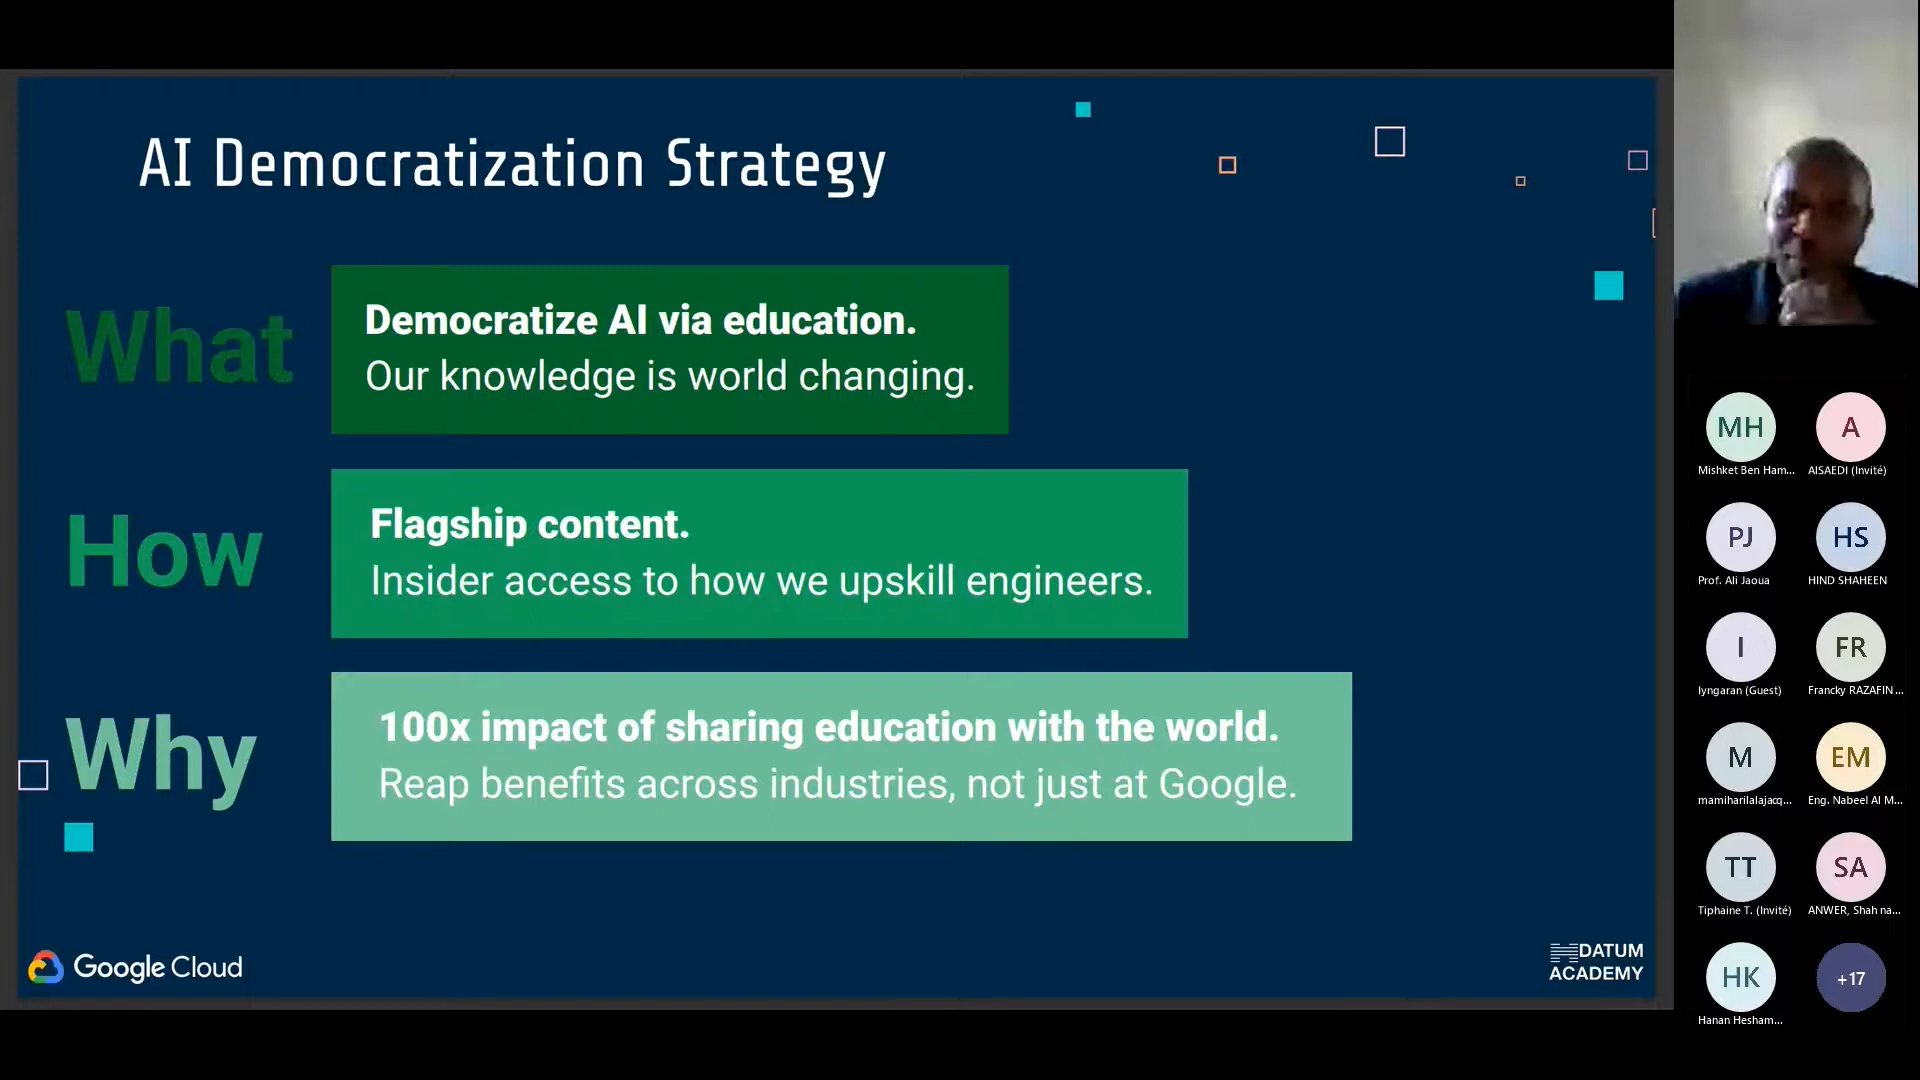 AI Democratization Strategy
What
Democratize AI via education.
Our knowledge is world changing.
How
Flagship content.
Insider access to how we upskill engineers.
Why
100x impact of sharing education with the world.
Reap benefits across industries, not just at Google.
Google Cloud
DATUM
ACADEMY
MH
A
Mishket Ben Ham...
AISAEDI (Invité)
PJ
HS
Prof. Ali Jaoua
HIND SHAHEEN
I
FR
Iyngaran (Guest)
Francky RAZAFIN...
M
EM
mamiharilalajacq...
Eng. Nabeel Al M...
TT
SA
Tiphaine T. (Invité)
ANWER, Shah na...
HK
+17
Hanan Hesham...